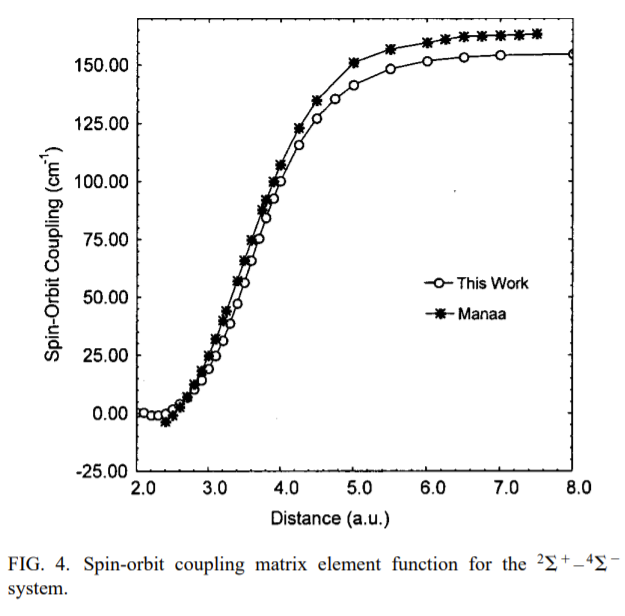 150.00
125.00
100.00
75.00
50.00
25.00
0.00
-25.00
Spin-Orbit Coupling (cm⁻¹)
This Work
Manaa
2.0 3.0 4.0 5.0 6.0 7.0 8.0
Distance (a.u.)
FIG. 4. Spin-orbit coupling matrix element function for the ²Σ⁺–⁴Σ⁻
system.